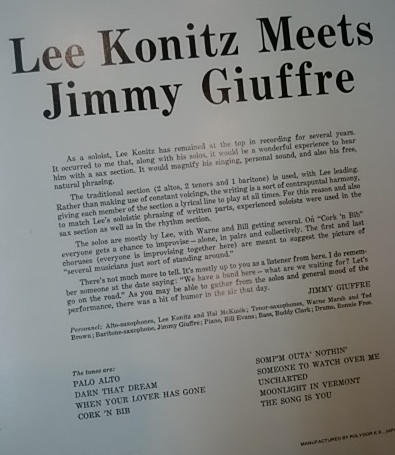 Lee Konitz Meets
Jimmy Giuffre
As a soloist, Lee Konitz has remained at the top in recording for several years.
It occurred to me that, along with his solos, it would be a wonderful experience to hear
him with a sax section. It would magnify his singing, personal sound, and also his free,
natural phrasing.
The traditional section (2 altos, 2 tenors and 1 baritone) is used, with Lee leading.
Rather than making use of constant voicings, the writing is a sort of contrapuntal harmony,
giving each member of the section a lyrical line to play at all times. For this reason and also
to match Lee's soloistic phrasing of written parts, experienced soloists were used in the
sax section as well as in the rhythm section.
The solos are mostly by Lee, with Warne and Bill getting several. On "Cork 'n Bib"
everyone gets a chance to improvise – alone, in pairs and collectively. The first and last
choruses (everyone is improvising together here) are meant to suggest the picture of
"several musicians just sort of standing around."
There's not much more to tell. It's mostly up to you as a listener from here. I do remem-
ber someone at the date saying: "We have a band here – what are we waiting for? Let's
go on the road." As you may be able to gather from the solos and general mood of the
performance, there was a bit of humor in the air that day.
JIMMY GIUFFRE
Personnel: Alto-saxophones, Lee Konitz and Hal McKusik; Tenor-saxophones, Warne Marsh and Ted
Brown; Baritone-saxophone, Jimmy Giuffre; Piano, Bill Evans; Bass, Buddy Clark; Drums, Ronnie Free.
The tunes are:
PALO ALTO
DARN THAT DREAM
WHEN YOUR LOVER HAS GONE
CORK 'N BIB
SOMP'M OUTA' NOTHIN'
SOMEONE TO WATCH OVER ME
UNCHARTED
MOONLIGHT IN VERMONT
THE SONG IS YOU
MANUFACTURED BY POLYDOR K.K.